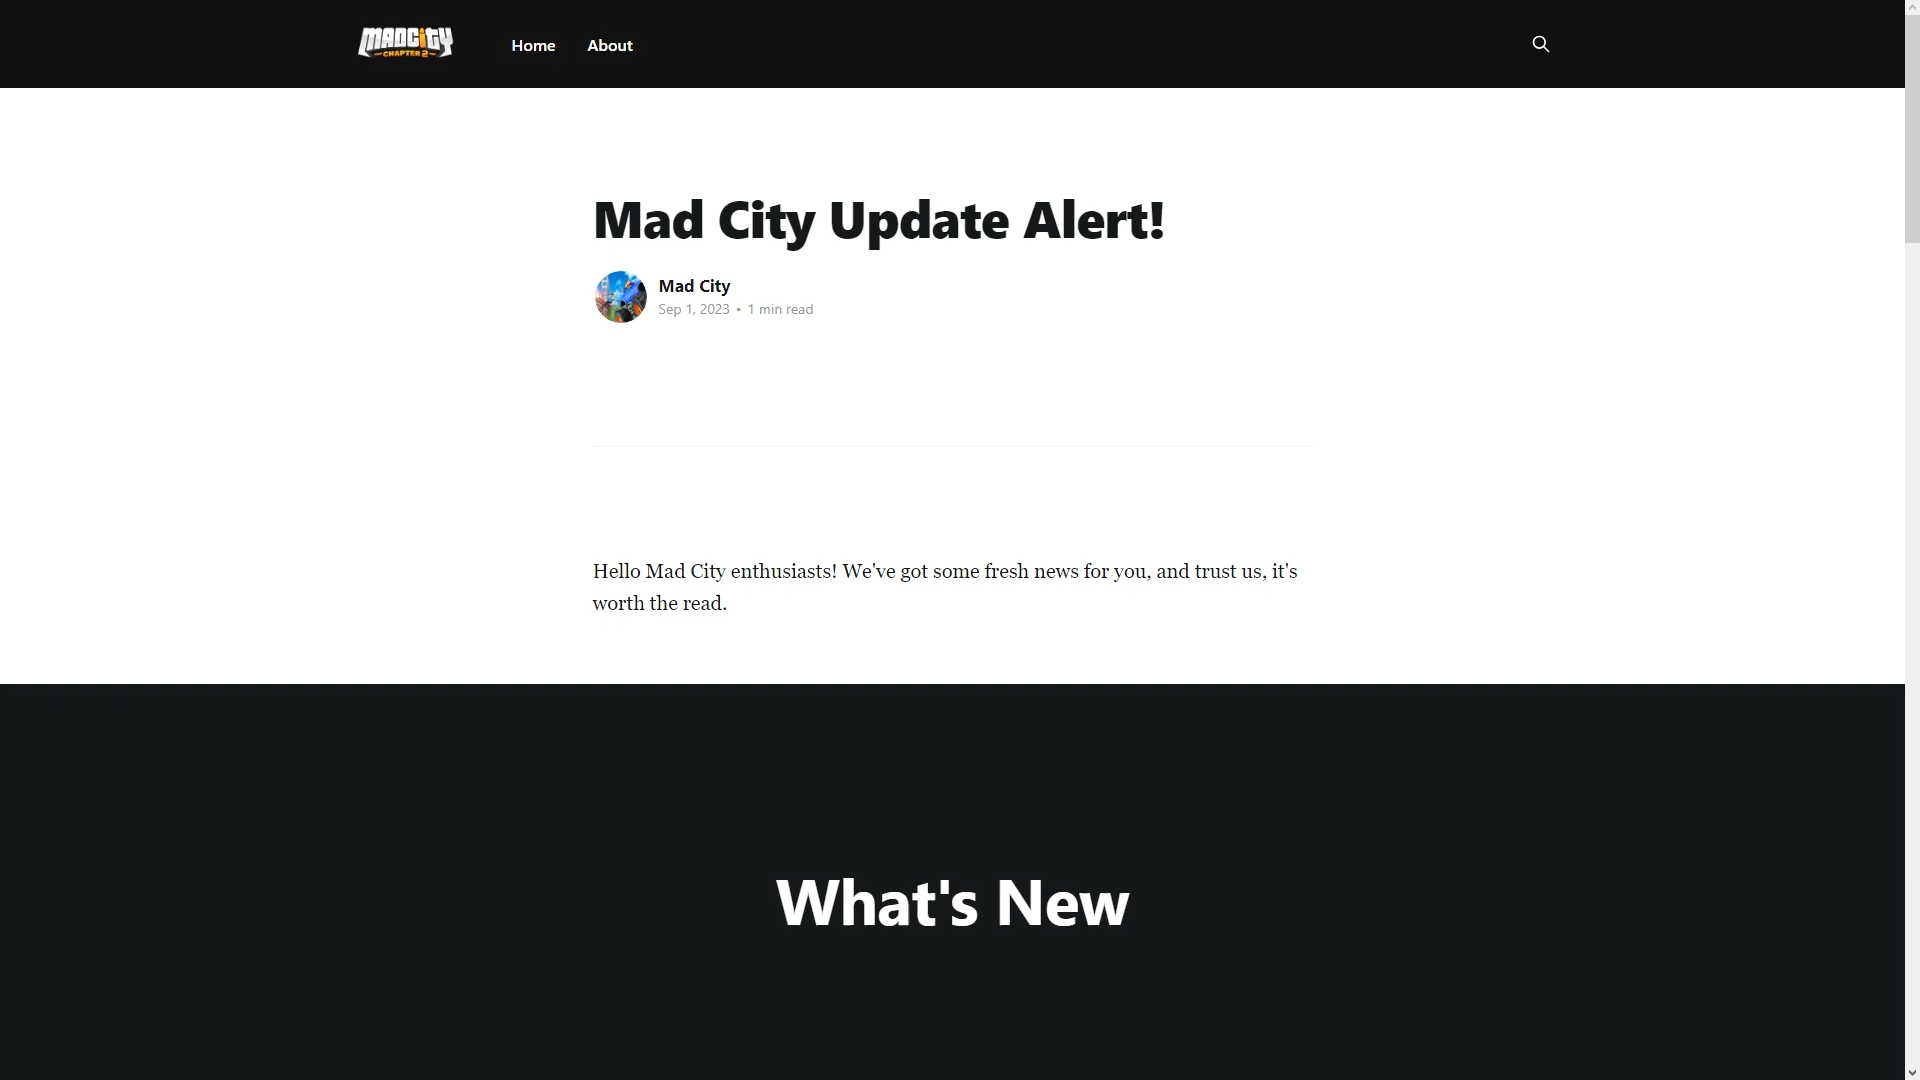 MADCITY
CHAPTER 2
Home
About
Mad City Update Alert!
Mad City
Sep 1, 2023 • 1 min read
Hello Mad City enthusiasts! We've got some fresh news for you, and trust us, it's
worth the read.
What's New